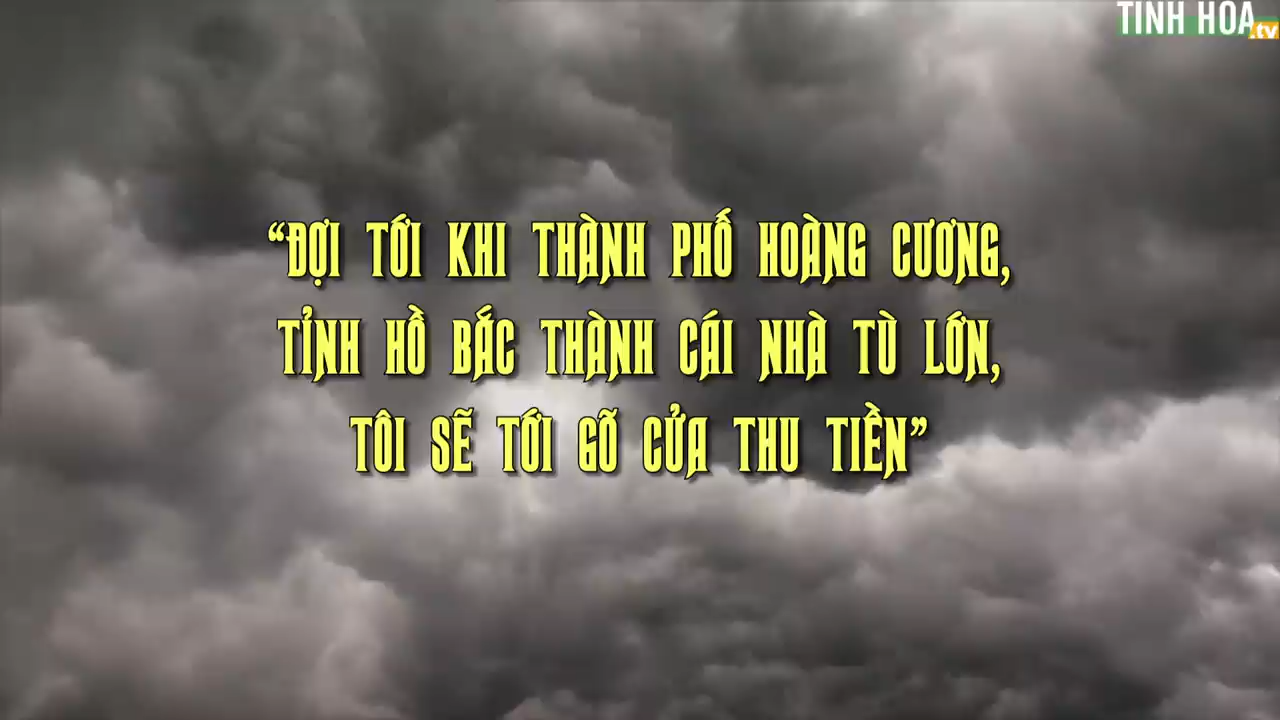 TINH HOA
.tv
“ĐỢI TỚI KHI THÀNH PHỐ HOÀNG CƯƠNG,
TỈNH HỒ BẮC THÀNH CÁI NHÀ TÙ LỚN,
TÔI SẼ TỚI GÕ CỬA THU TIỀN”